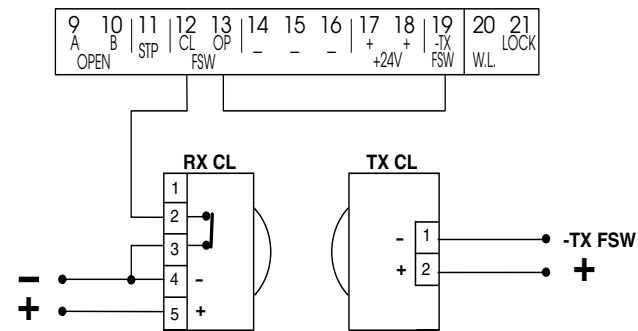 9 10 11 12 13 14 15 16 17 18 19 20 21
A B STP CL OP – – – + + -TX LOCK
OPEN FSW +24V FSW W.L.
RX CL TX CL
1
2
3
4 -
5 +
- 1 -TX FSW
+ 2 +
–
+